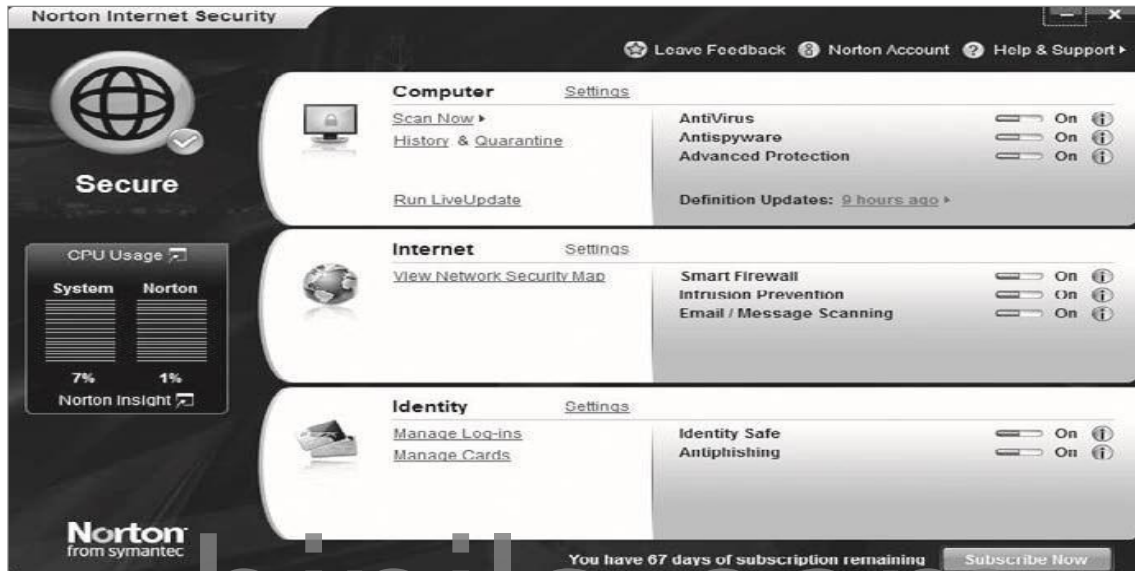 Norton Internet Security
Leave Feedback Norton Account Help & Support
Secure
CPU Usage
System Norton
7% 1%
Norton Insight
Norton
from symantec
Computer Settings
Scan Now
History & Quarantine
Run LiveUpdate
AntiVirus On
Antispyware On
Advanced Protection On
Definition Updates: 9 hours ago
Internet Settings
View Network Security Map
Smart Firewall On
Intrusion Prevention On
Email / Message Scanning On
Identity Settings
Manage Log-ins
Manage Cards
Identity Safe On
Antiphishing On
You have 67 days of subscription remaining Subscribe Now